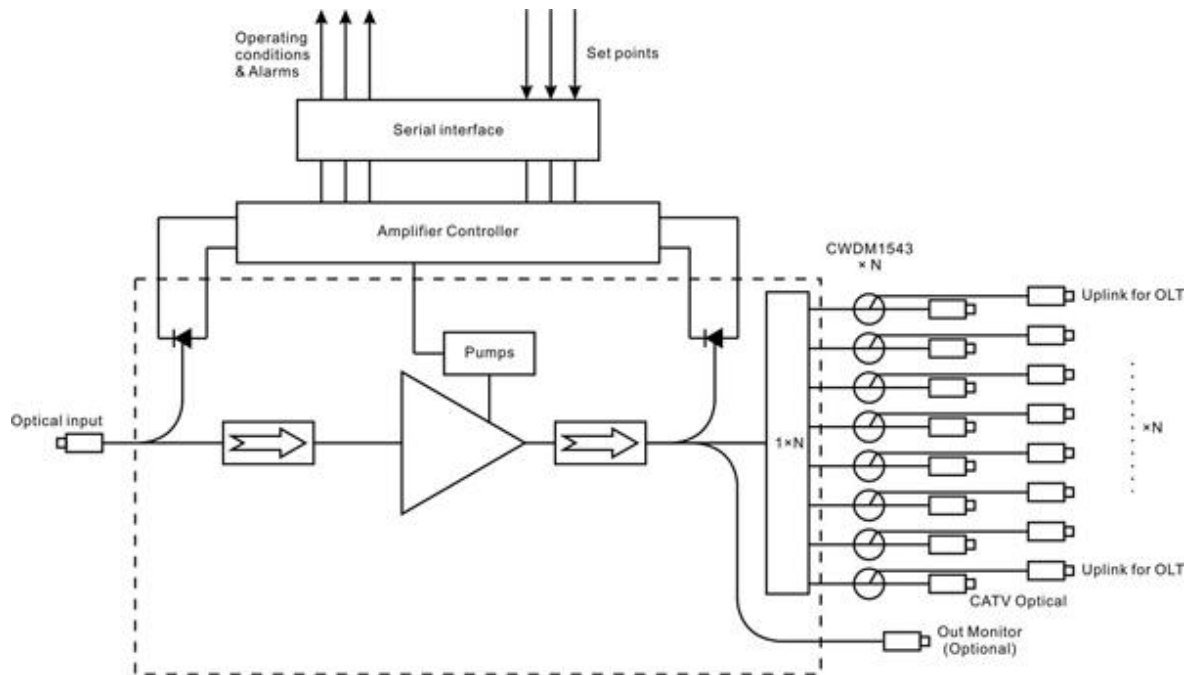 Operating
conditions
& Alarms
Set points
Serial interface
Amplifier Controller
CWDM1543
× N
Uplink for OLT
Pumps
Optical input
1×N
×N
Uplink for OLT
CATV Optical
Out Monitor
(Optional)